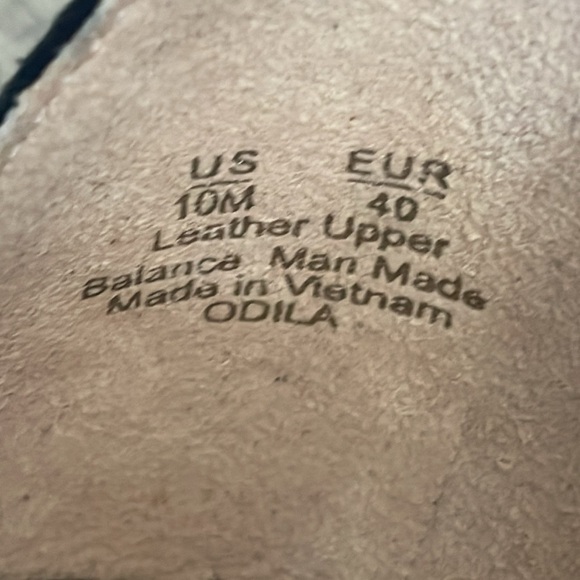 US EUR
10M 40
Leather Upper
Balance Man Made
Made in Vietnam
ODILA